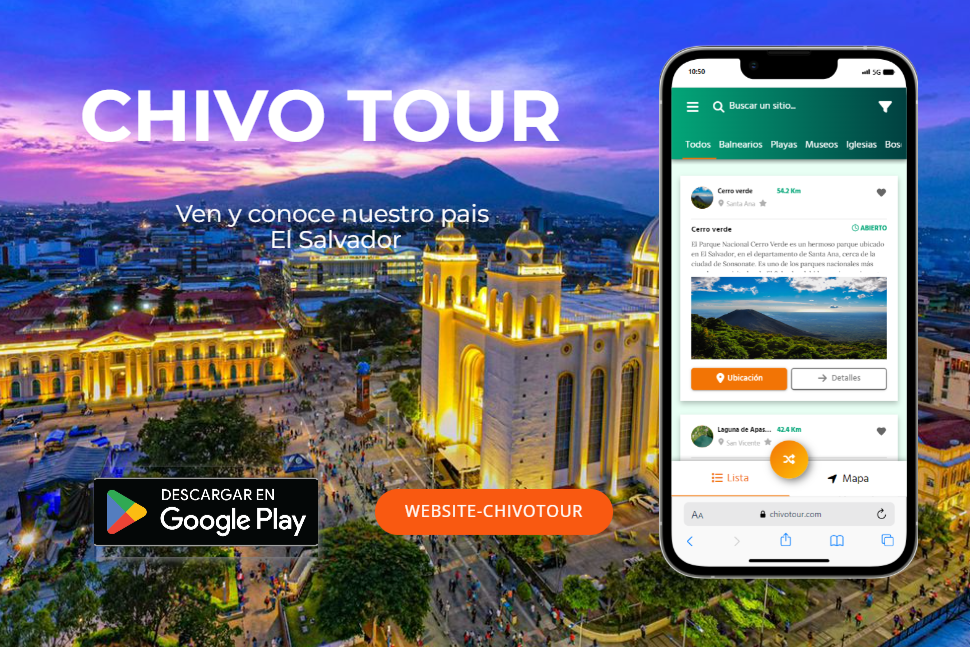 CHIVO TOUR
Ven y conoce nuestro pais
El Salvador
DESCARGAR EN
Google Play
WEBSITE-CHIVOTOUR
10:50
5G
Buscar un sitio...
Todos Balnearios Playas Museos Iglesias Bos
Cerro verde 54.2 Km
Santa Ana
Cerro verde ABIERTO
El Parque Nacional Cerro Verde es un hermoso parque ubicado
en El Salvador, en el departamento de Santa Ana, cerca de la
ciudad de Sonsonate. Es uno de los parques nacionales más
Ubicación Detalles
Laguna de Apas... 42.4 Km
San Vicente
Lista Mapa
AA chivotour.com